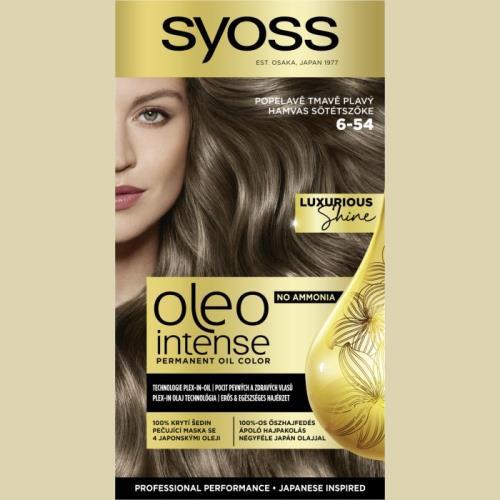 syoss
EST. OSAKA, JAPAN 1977
POPELAVĚ TMAVĚ PLAVÝ
HAMVAS SÖTÉTSZŐKE
6-54
LUXURIOUS
Shine
NO AMMONIA
oleo
intense
PERMANENT OIL COLOR
TECHNOLOGIE PLEX-IN-OIL | POCIT PEVNÝCH A ZDRAVÝCH VLASŮ
PLEX-IN OLAJ TECHNOLÓGIA | ERŐS & EGÉSZSÉGES HAJÉRZET
100% KRYTÍ ŠEDIN
PEČUJÍCÍ MASKA SE
4 JAPONSKÝMI OLEJI
100%-OS ŐSZHAJFEDÉS
ÁPOLÓ HAJPAKOLÁS
NÉGYFÉLE JAPÁN OLAJJAL
PROFESSIONAL PERFORMANCE • JAPANESE INSPIRED